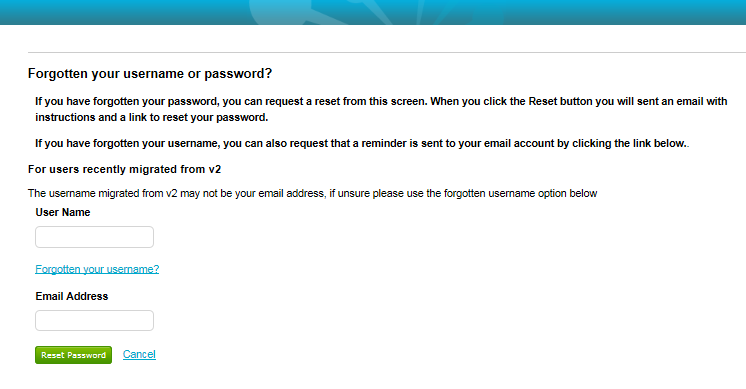 Forgotten your username or password?
If you have forgotten your password, you can request a reset from this screen. When you click the Reset button you will sent an email with
instructions and a link to reset your password.
If you have forgotten your username, you can also request that a reminder is sent to your email account by clicking the link below..
For users recently migrated from v2
The username migrated from v2 may not be your email address, if unsure please use the forgotten username option below
User Name
Forgotten your username?
Email Address
Reset Password Cancel